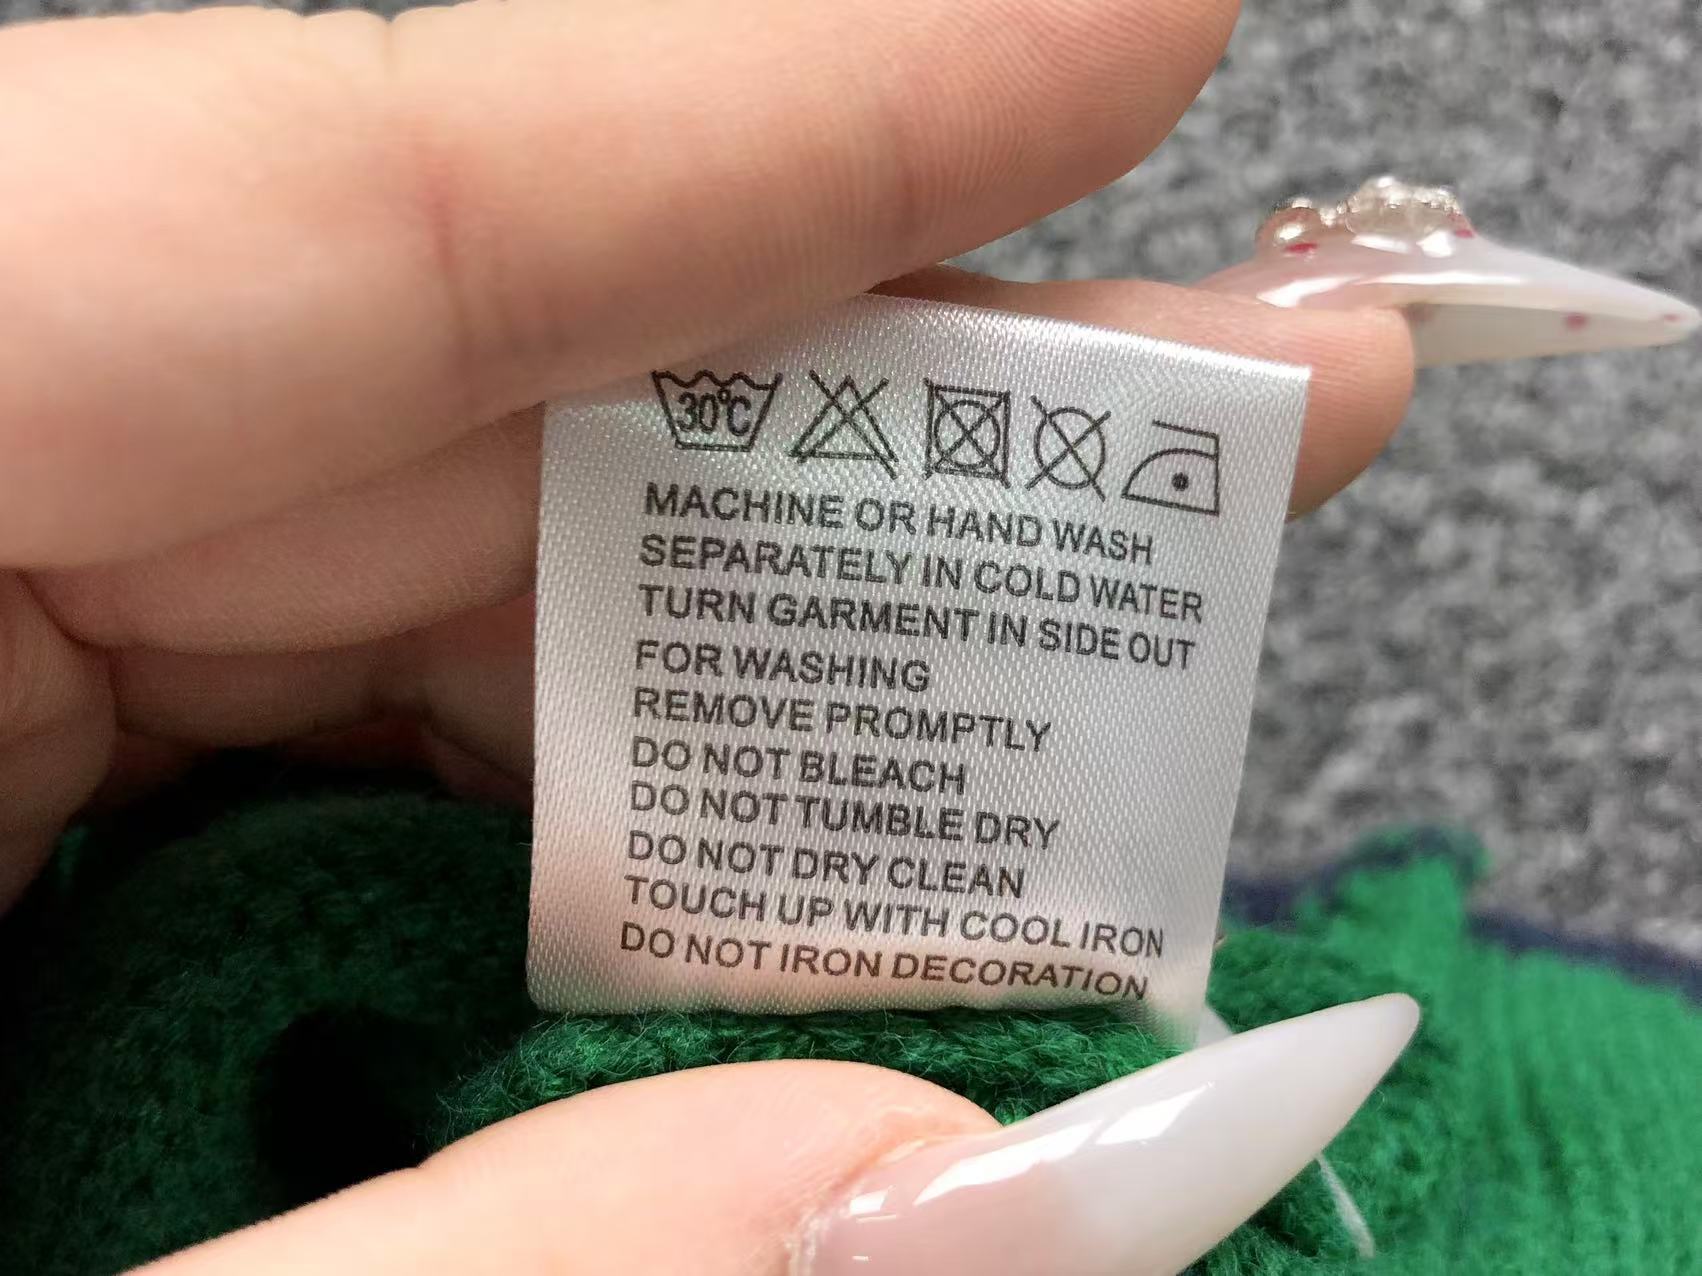 30°C
MACHINE OR HAND WASH
SEPARATELY IN COLD WATER
TURN GARMENT IN SIDE OUT
FOR WASHING
REMOVE PROMPTLY
DO NOT BLEACH
DO NOT TUMBLE DRY
DO NOT DRY CLEAN
TOUCH UP WITH COOL IRON
DO NOT IRON DECORATION